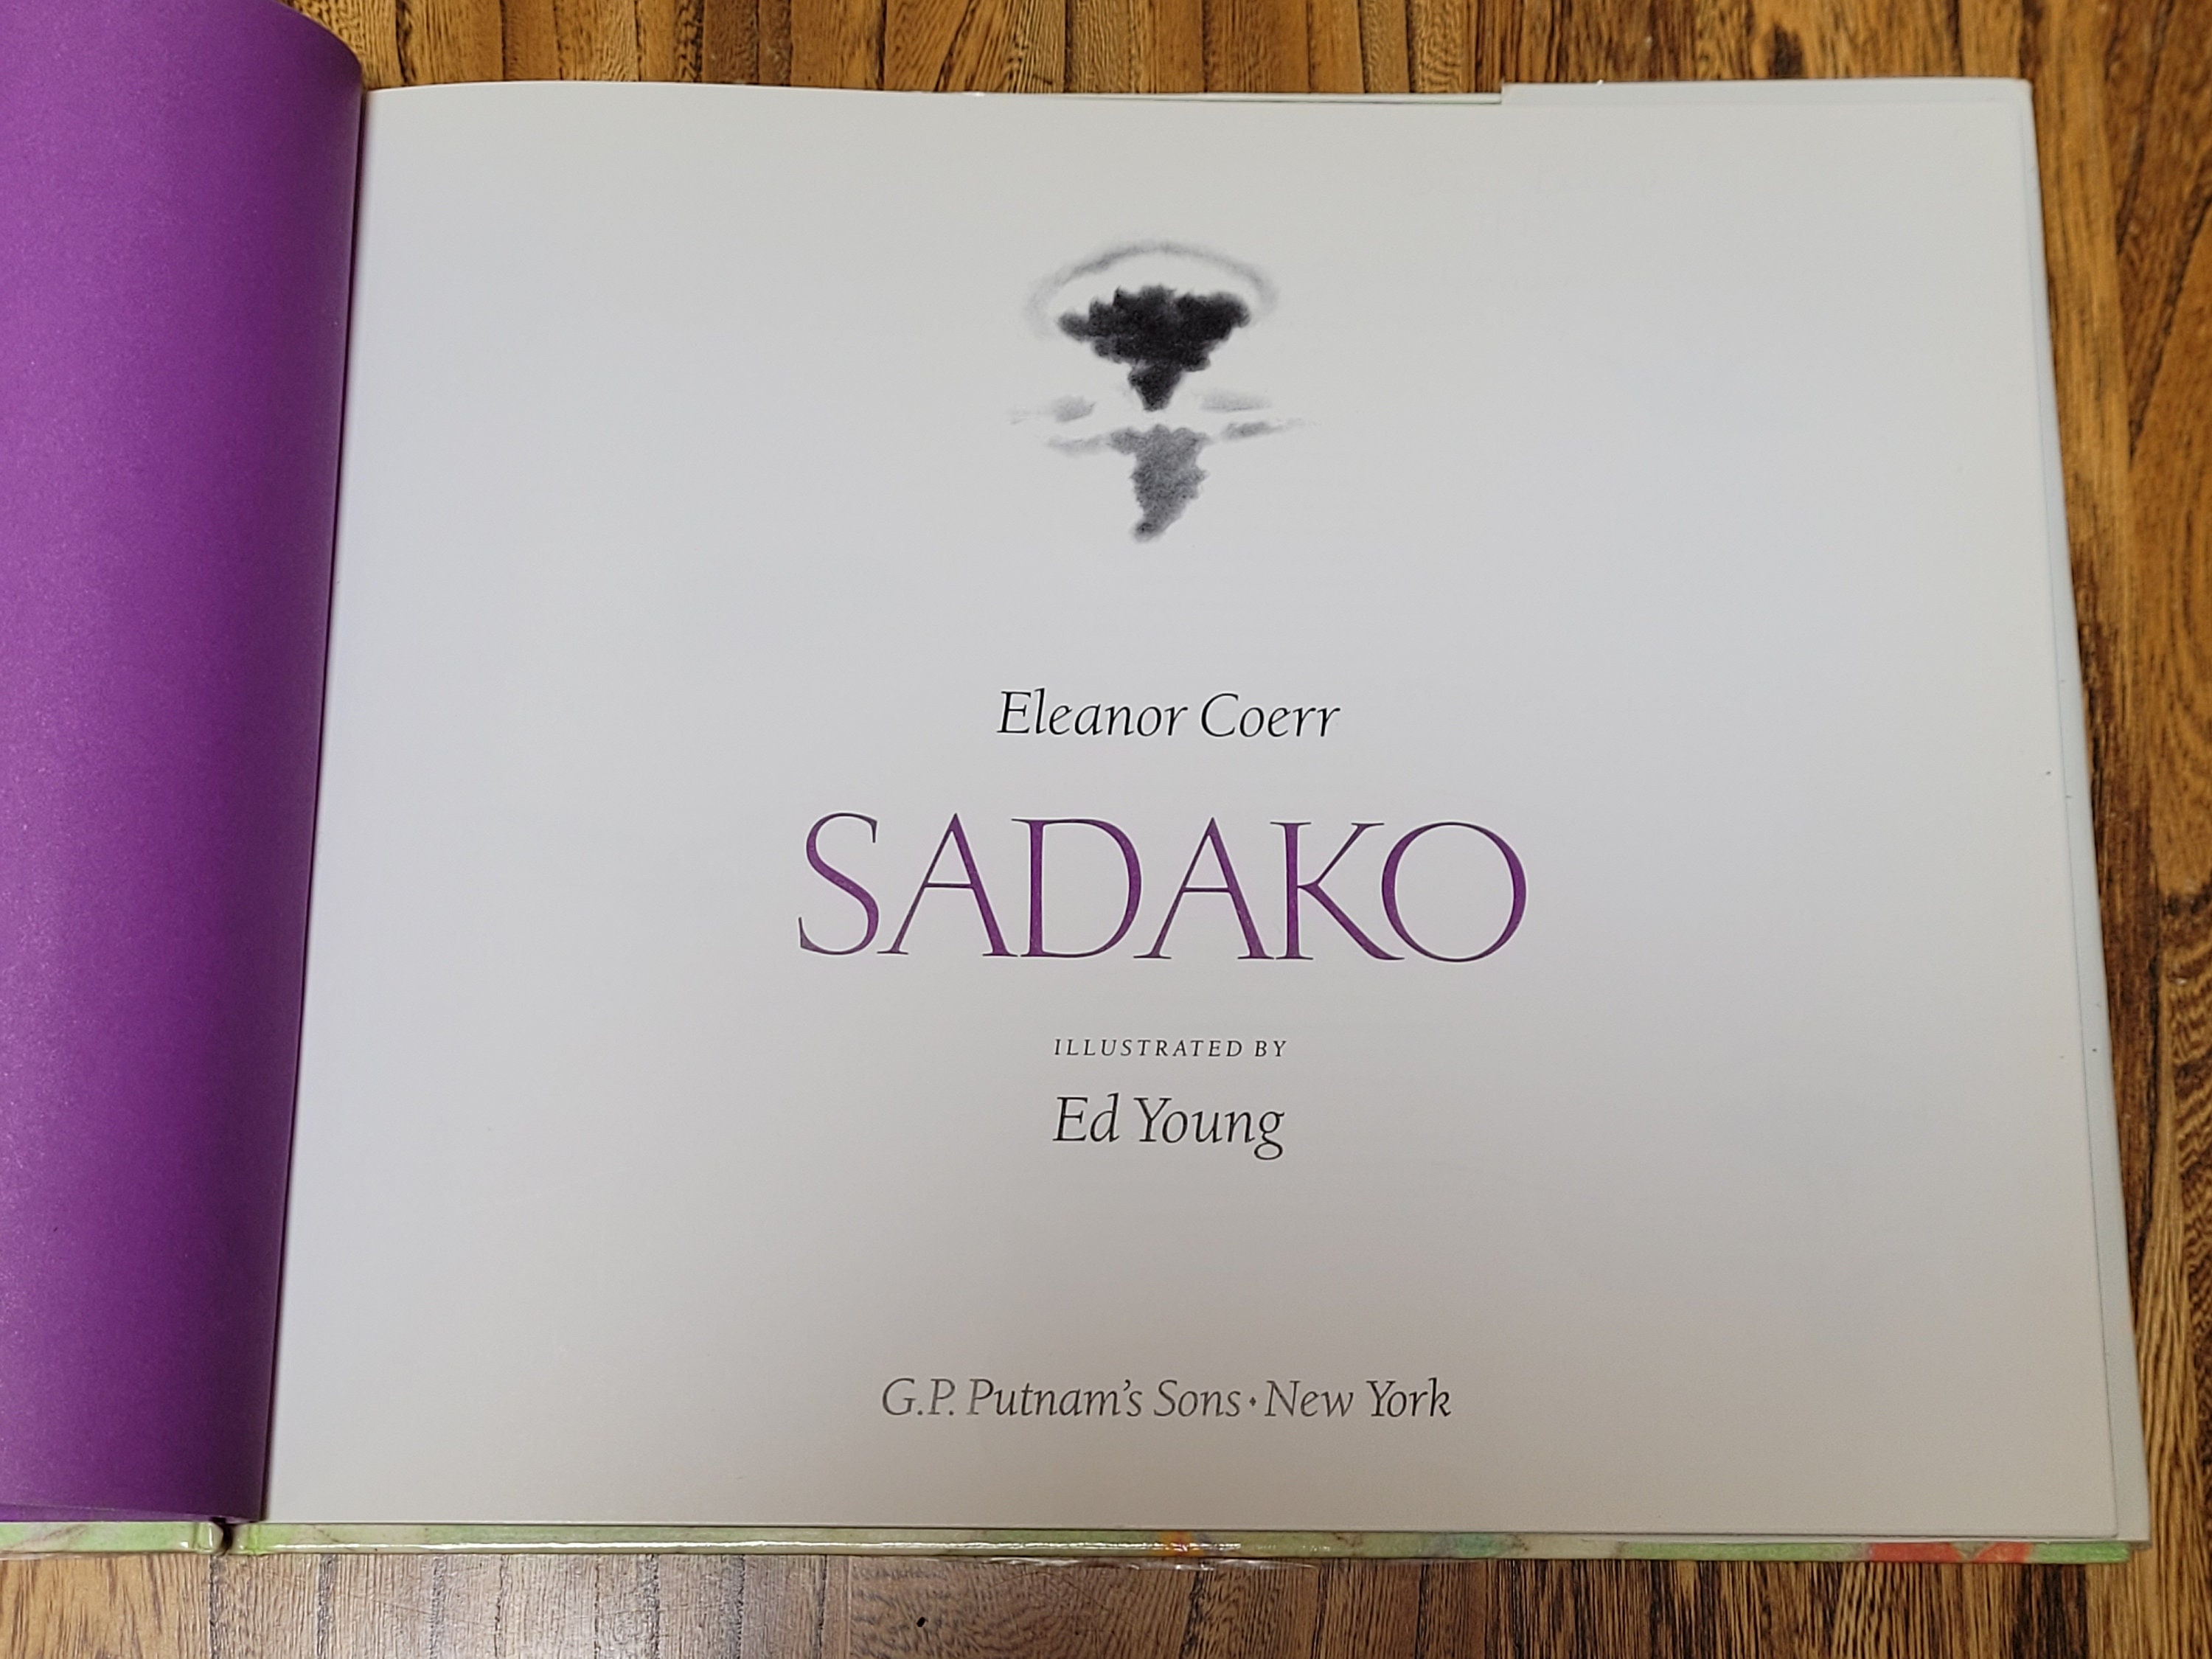 Eleanor Coerr
SADAKO
ILLUSTRATED BY
Ed Young
G.P. Putnam's Sons · New York